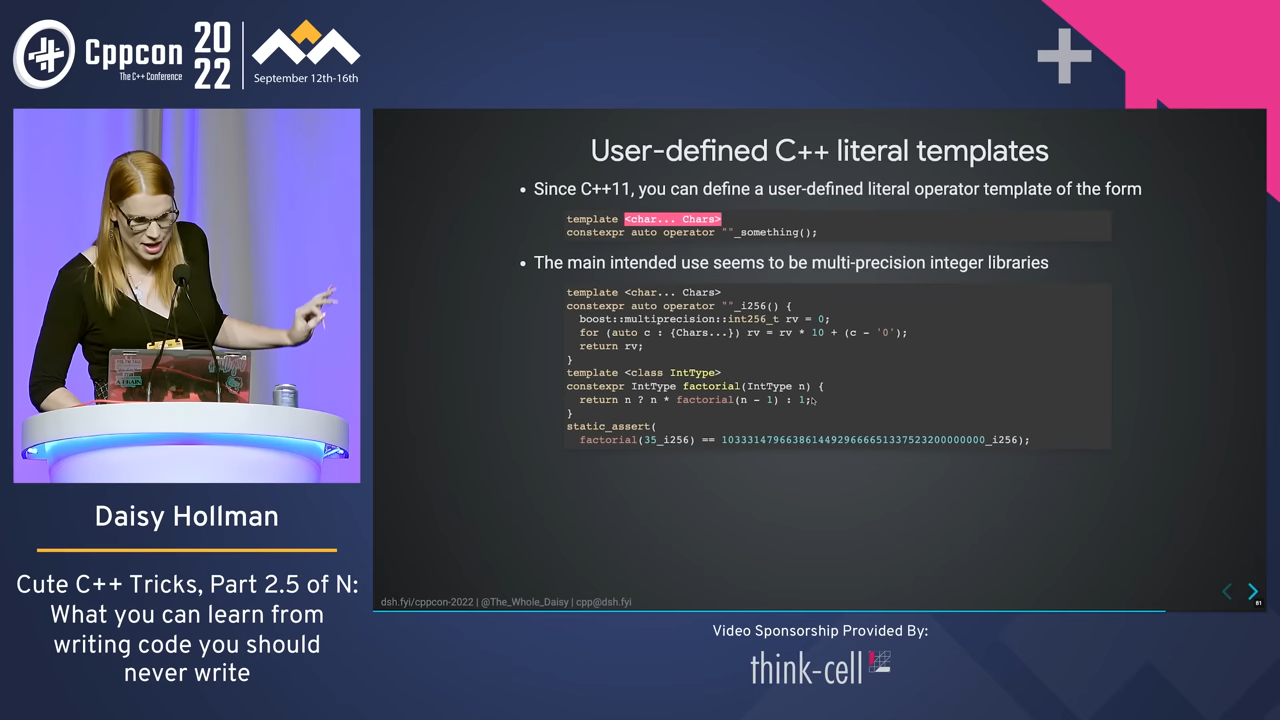 Cppcon
The C++ Conference
20
22
September 12th-16th
User-defined C++ literal templates
• Since C++11, you can define a user-defined literal operator template of the form
template <char... Chars>
constexpr auto operator ""_something();
• The main intended use seems to be multi-precision integer libraries
template <char... Chars>
constexpr auto operator ""_i256() {
boost::multiprecision::int256_t rv = 0;
for (auto c : {Chars...}) rv = rv * 10 + (c - '0');
return rv;
}
template <class IntType>
constexpr IntType factorial(IntType n) {
return n ? n * factorial(n - 1) : 1;
}
static_assert(
factorial(35_i256) == 10333147966386144929666651337523200000000_i256);
dsh.fyi/cppcon-2022 | @The_Whole_Daisy | cpp@dsh.fyi
81
A TRAIN
Daisy Hollman
Cute C++ Tricks, Part 2.5 of N:
What you can learn from
writing code you should
never write
Video Sponsorship Provided By:
think-cell